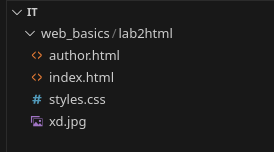 IT
web_basics / lab2html
author.html
index.html
styles.css
xd.jpg